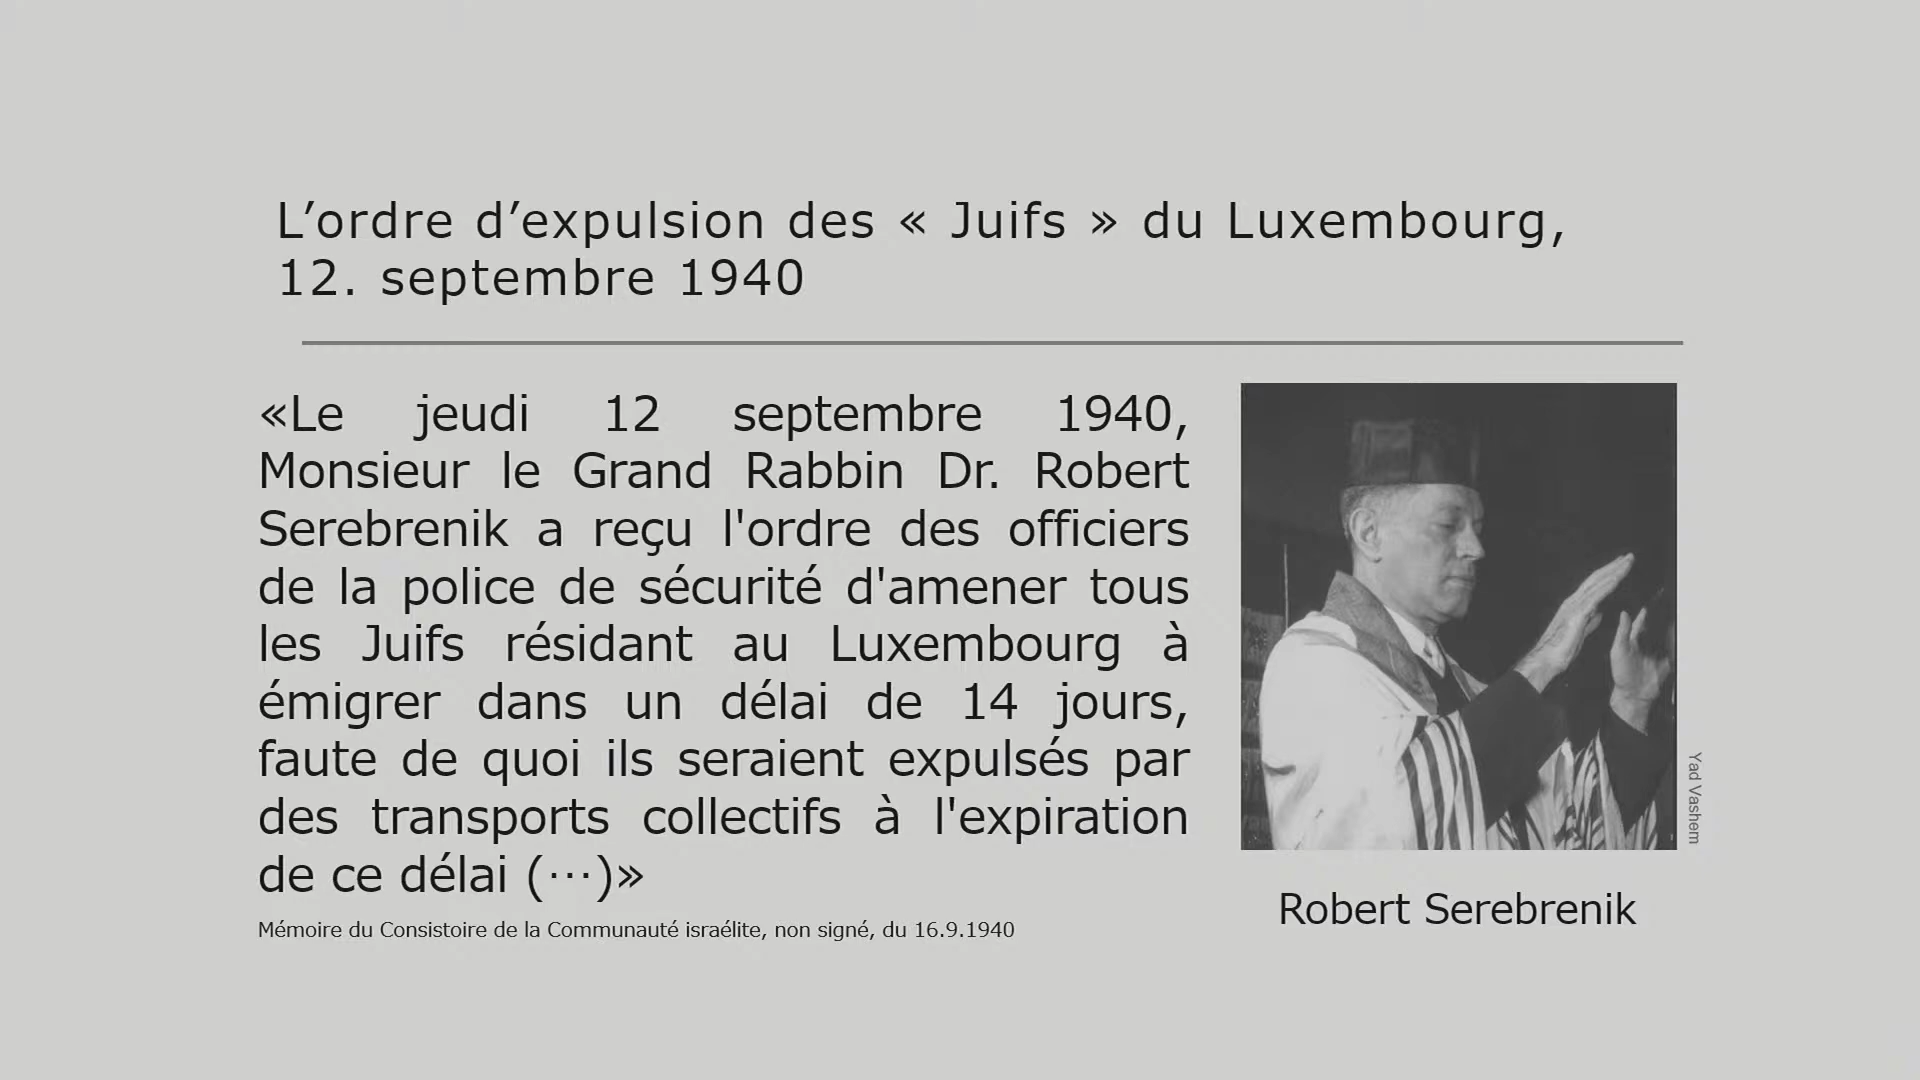 L’ordre d’expulsion des « Juifs » du Luxembourg,
12. septembre 1940
«Le jeudi 12 septembre 1940,
Monsieur le Grand Rabbin Dr. Robert
Serebrenik a reçu l'ordre des officiers
de la police de sécurité d'amener tous
les Juifs résidant au Luxembourg à
émigrer dans un délai de 14 jours,
faute de quoi ils seraient expulsés par
des transports collectifs à l'expiration
de ce délai (…)»
Mémoire du Consistoire de la Communauté israélite, non signé, du 16.9.1940
Yad Vashem
Robert Serebrenik